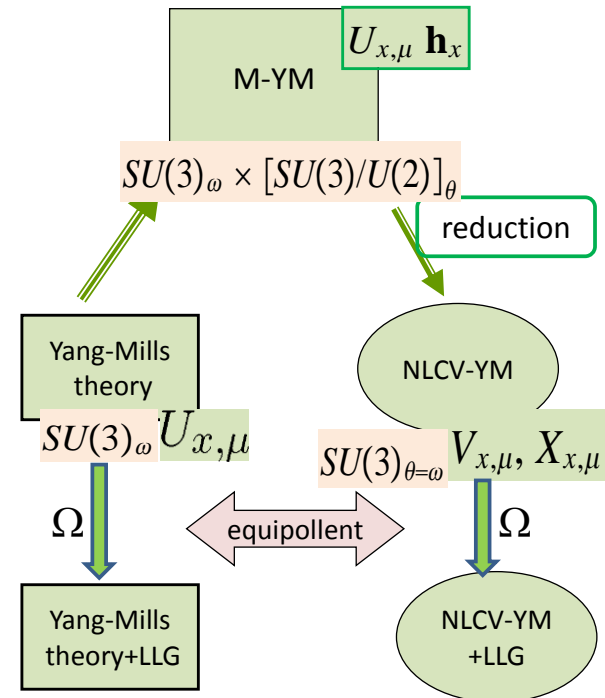 U_{x,μ} 𝐡_x
M-YM
SU(3)_ω × [SU(3)/U(2)]_θ
reduction
Yang-Mills
theory
NLCV-YM
SU(3)_ω U_{x,μ}
SU(3)_{θ=ω} V_{x,μ}, X_{x,μ}
Ω
equipollent
Ω
Yang-Mills
theory+LLG
NLCV-YM
+LLG